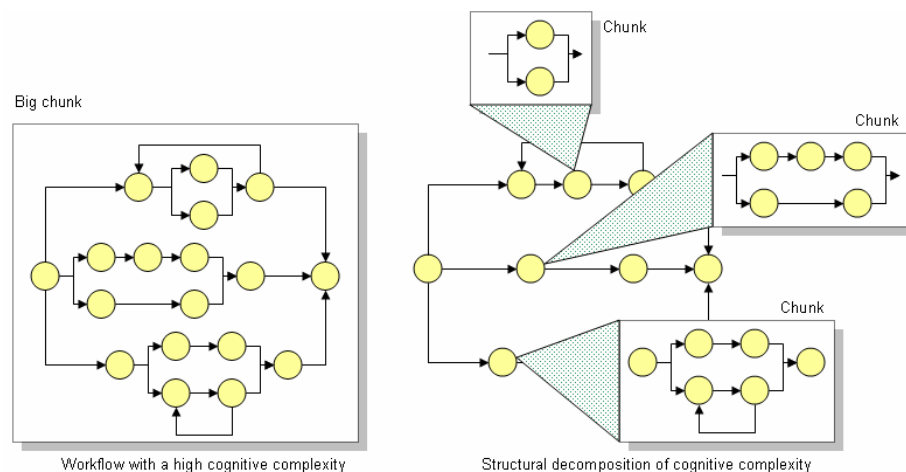 Chunk
Big chunk
Chunk
Chunk
Workflow with a high cognitive complexity
Structural decomposition of cognitive complexity